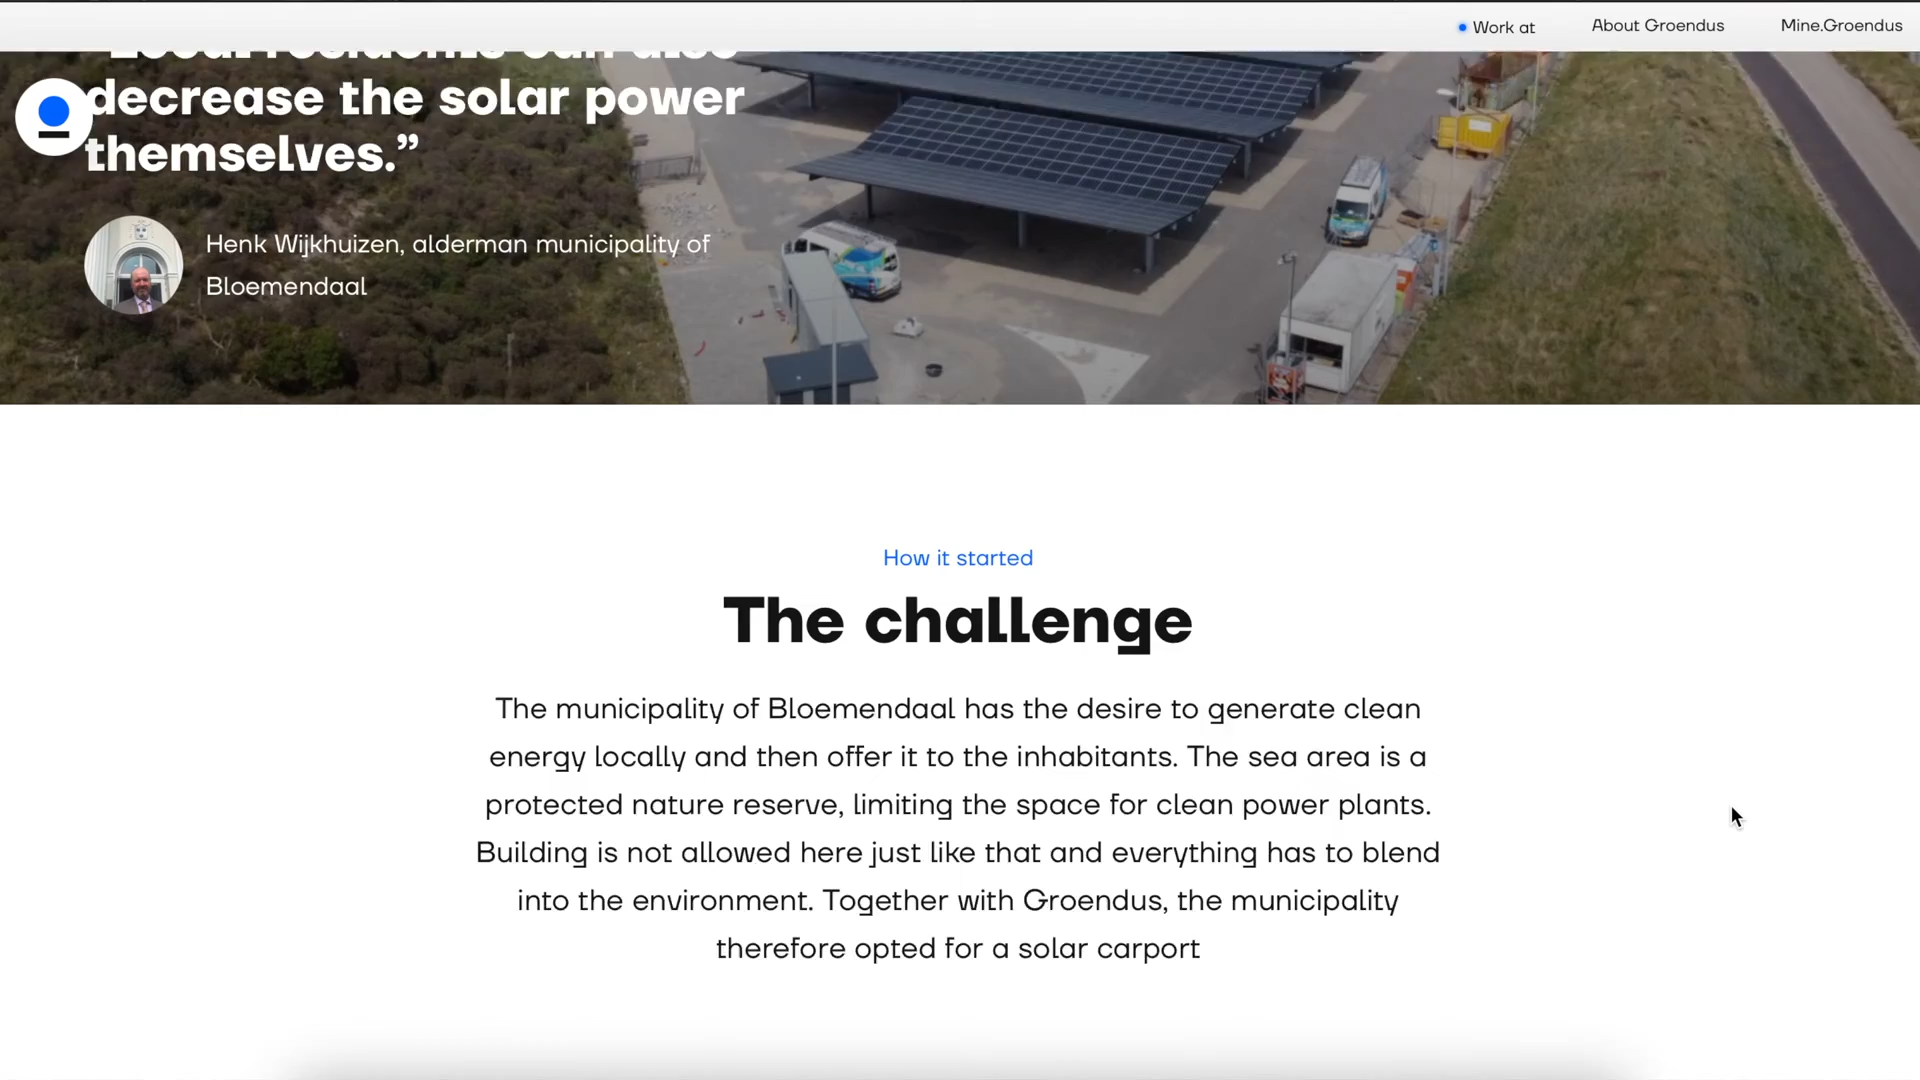 Work at
About Groendus
Mine.Groendus
“Local residents can also
decrease the solar power
themselves.”
Henk Wijkhuizen, alderman municipality of
Bloemendaal
How it started
The challenge
The municipality of Bloemendaal has the desire to generate clean
energy locally and then offer it to the inhabitants. The sea area is a
protected nature reserve, limiting the space for clean power plants.
Building is not allowed here just like that and everything has to blend
into the environment. Together with Groendus, the municipality
therefore opted for a solar carport